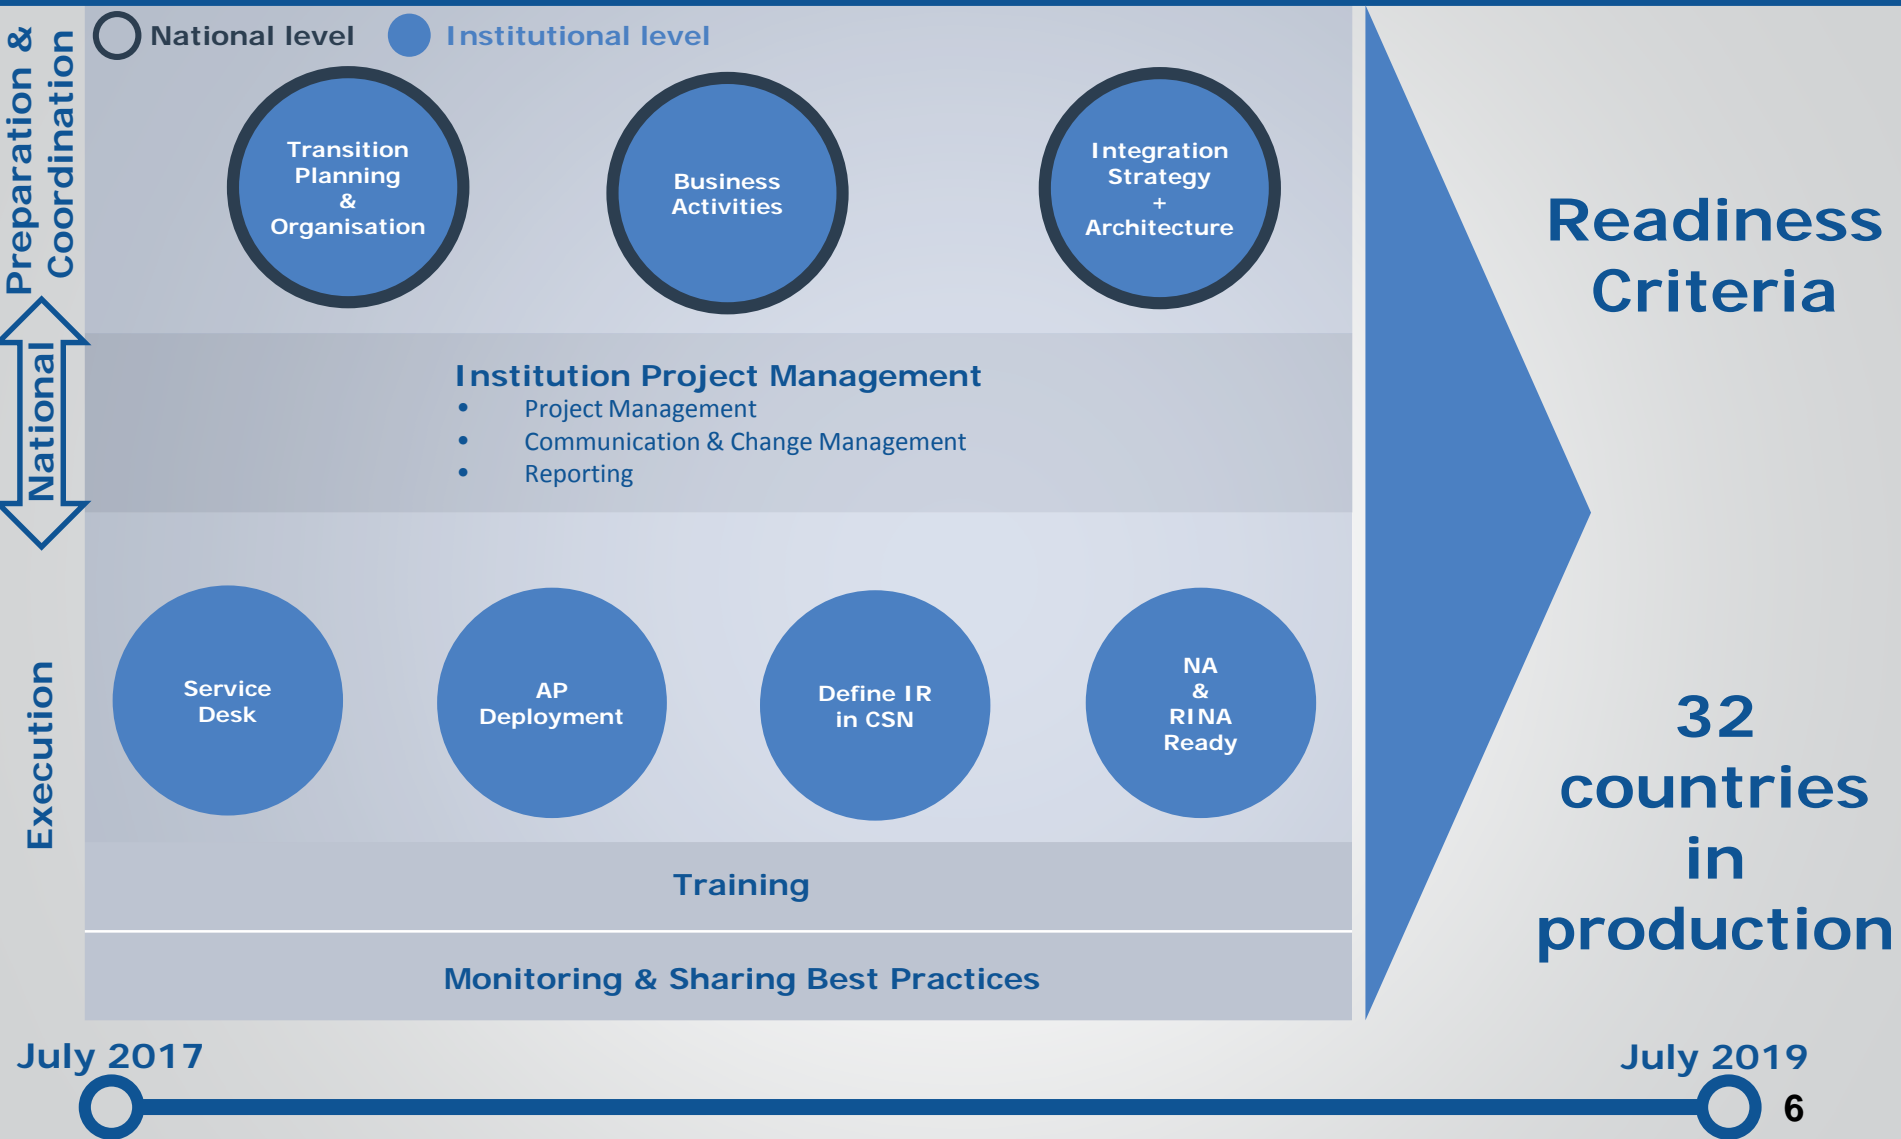 Preparation &
Coordination
National
Execution
National level
Institutional level
Transition
Planning
&
Organisation
Business
Activities
Integration
Strategy
+
Architecture
Institution Project Management
• Project Management
• Communication & Change Management
• Reporting
Service
Desk
AP
Deployment
Define IR
in CSN
NA
&
RINA
Ready
Training
Monitoring & Sharing Best Practices
Readiness
Criteria
32
countries
in
production
July 2017
July 2019
6